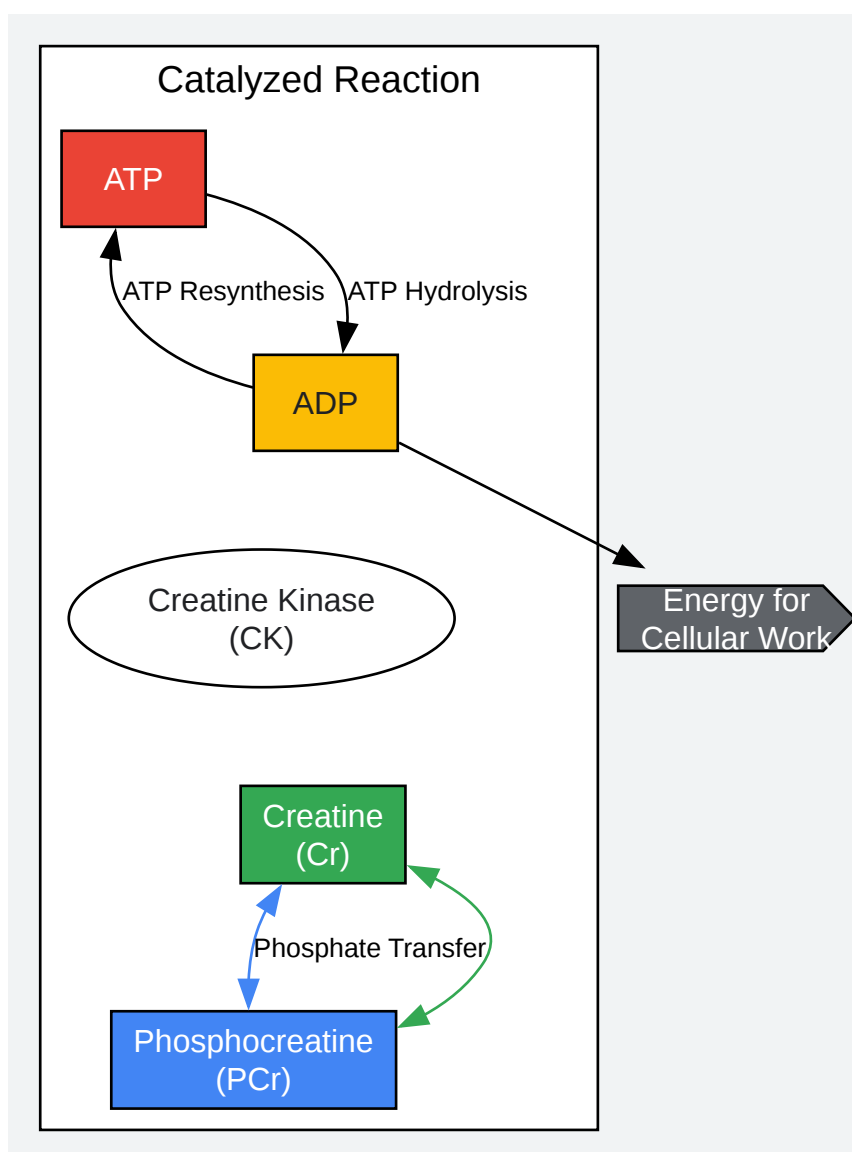 Catalyzed Reaction
ATP
ATP Resynthesis
ATP Hydrolysis
ADP
Creatine Kinase
(CK)
Energy for
Cellular Work
Creatine
(Cr)
Phosphate Transfer
Phosphocreatine
(PCr)